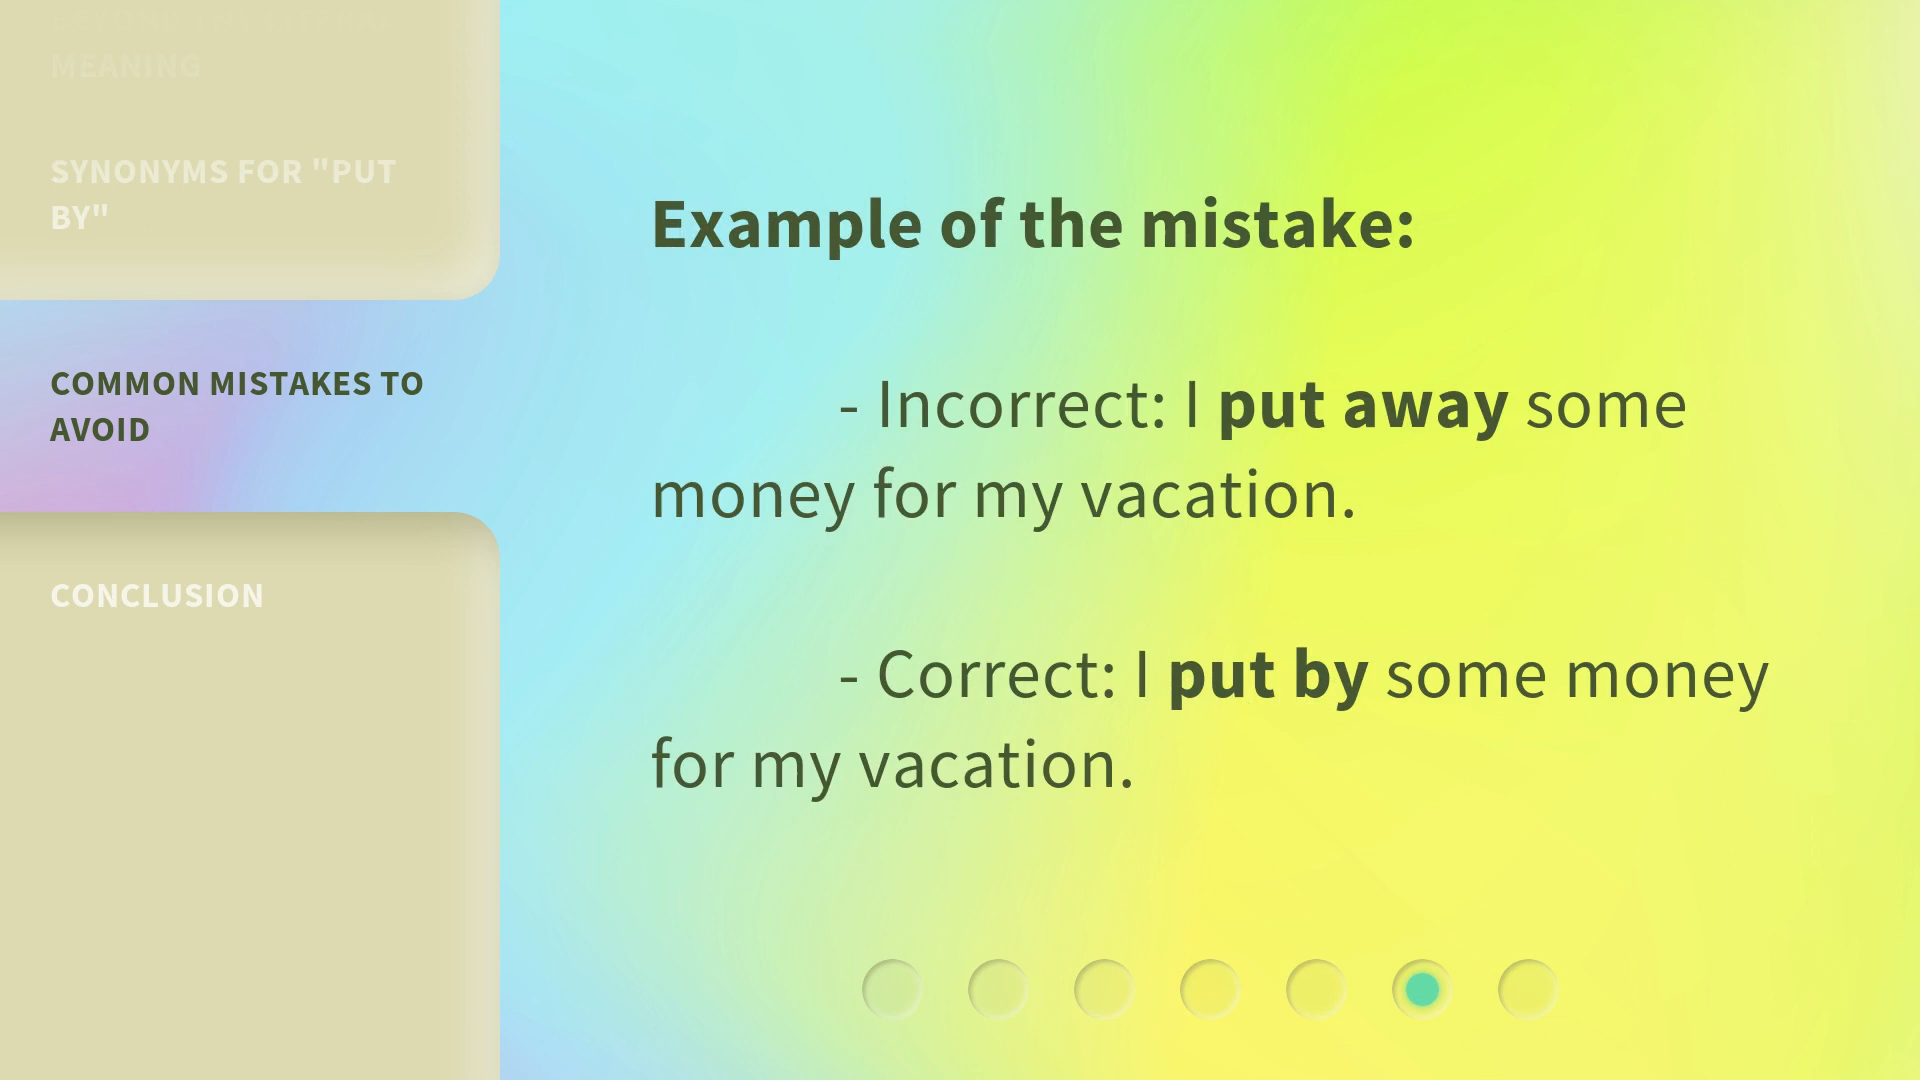 MEANING
SYNONYMS FOR "PUT
BY"
COMMON MISTAKES TO
AVOID
CONCLUSION
Example of the mistake:
- Incorrect: I put away some
money for my vacation.
- Correct: I put by some money
for my vacation.